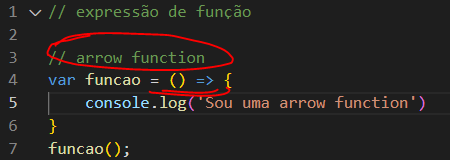 1 // expressão de função
2
3 // arrow function
4 var funcao = () => {
5 console.log('Sou uma arrow function')
6 }
7 funcao();